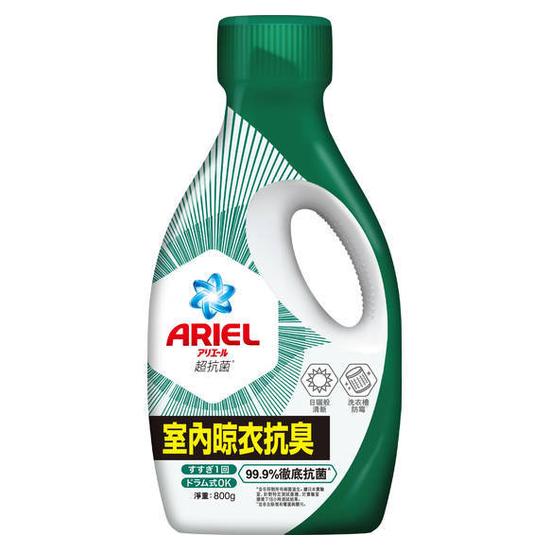 ARIEL
アリエール
超抗菌*
日曬般
清新
洗衣槽
防霉
室內晾衣抗臭
すすぎ1回
ドラム式OK
99.9%徹底抗菌*
淨重:800g